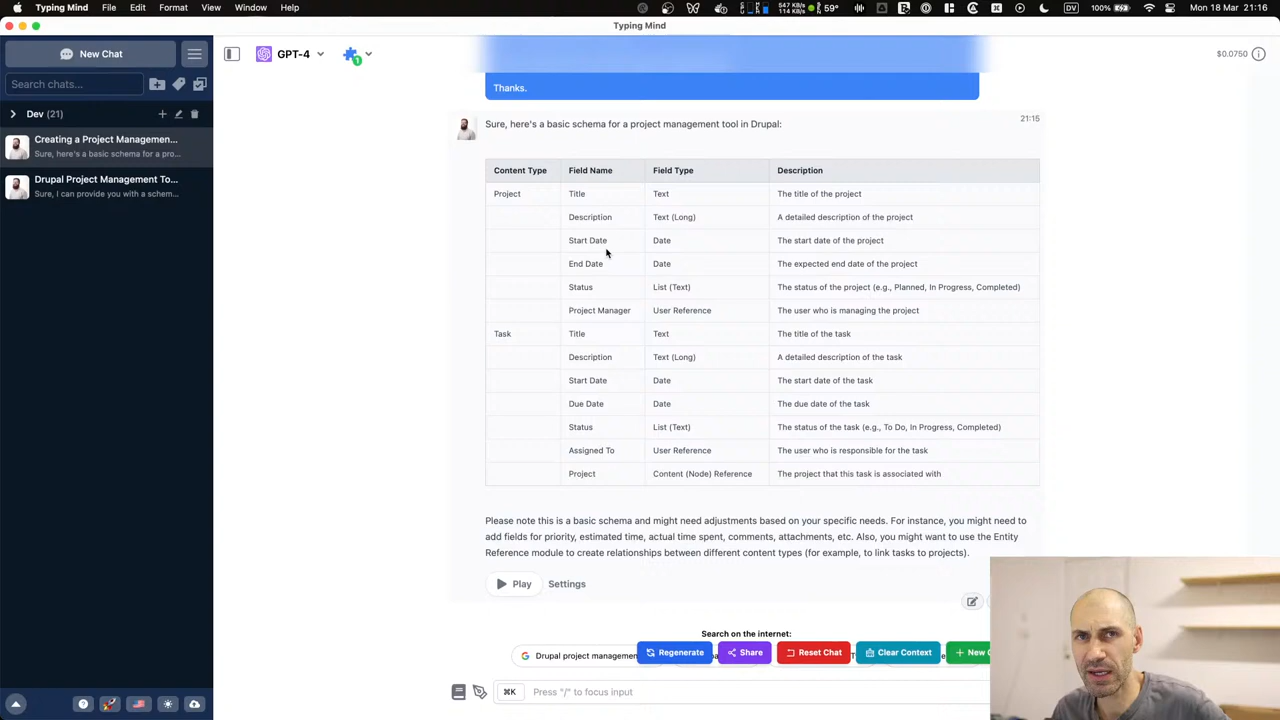 Typing Mind Edit View Window Help
547 KB/s
59°
100%
Mon 18 Mar 21:16
Typing Mind
New Chat
Search chats...
Dev (21)
Creating a Project Managemen...
Sure, here's a basic schema for a pro...
Drupal Project Management To...
Sure, I can provide you with a schem...
GPT-4
1
$0.0750
Thanks.
Sure, here's a basic schema for a project management tool in Drupal:
21:15
Content Type Field Name Field Type Description
Project Title Text The title of the project
Description Text (Long) A detailed description of the project
Start Date Date The start date of the project
End Date Date The expected end date of the project
Status List (Text) The status of the project (e.g., Planned, In Progress, Completed)
Project Manager User Reference The user who is managing the project
Task Title Text The title of the task
Description Text (Long) A detailed description of the task
Start Date Date The start date of the task
Due Date Date The due date of the task
Status List (Text) The status of the task (e.g., To Do, In Progress, Completed)
Assigned To User Reference The user who is responsible for the task
Project Content (Node) Reference The project that this task is associated with
Please note this is a basic schema and might need adjustments based on your specific needs. For instance, you might need to
add fields for priority, estimated time, actual time spent, comments, attachments, etc. Also, you might want to use the Entity
Reference module to create relationships between different content types (for example, to link tasks to projects).
Play Settings
Search on the internet:
Drupal project managemen
Regenerate Share Reset Chat Clear Context New
⌘K Press "/" to focus input